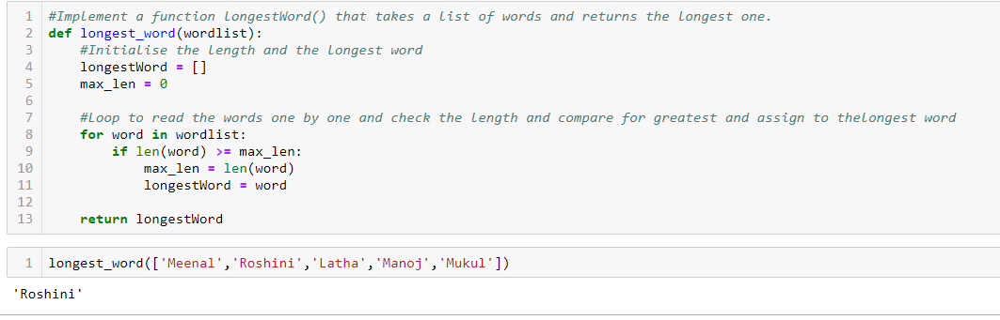 1 #Implement a function longestWord() that takes a list of words and returns the longest one.
2 def longest_word(wordlist):
3     #Initialise the length and the longest word
4     longestWord = []
5     max_len = 0
6
7     #Loop to read the words one by one and check the length and compare for greatest and assign to thelongest word
8     for word in wordlist:
9         if len(word) >= max_len:
10             max_len = len(word)
11             longestWord = word
12
13     return longestWord
1 longest_word(['Meenal','Roshini','Latha','Manoj','Mukul'])
'Roshini'